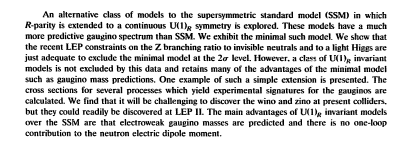 An alternative class of models to the supersymmetric standard model (SSM) in which
R-parity is extended to a continuous U(1)R symmetry is explored. These models have a much
more predictive gaugino spectrum than SSM. We exhibit the minimal such model. We show that
the recent LEP constraints on the Z branching ratio to invisible neutrals and to a light Higgs are
just adequate to exclude the minimal model at the 2σ level. However, a class of U(1)R invariant
models is not excluded by this data and retains many of the advantages of the minimal model
such as gaugino mass predictions. One example of such a simple extension is presented. The
cross sections for several processes which yield experimental signatures for the gauginos are
calculated. We find that it will be challenging to discover the wino and zino at present colliders,
but they could readily be discovered at LEP II. The main advantages of U(1)R invariant models
over the SSM are that electroweak gaugino masses are predicted and there is no one-loop
contribution to the neutron electric dipole moment.